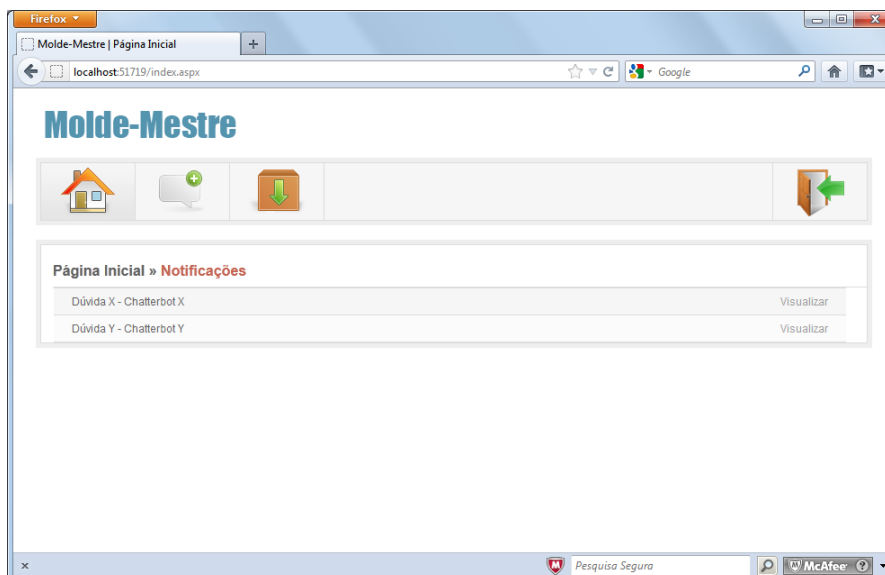 Firefox
Molde-Mestre | Página Inicial
localhost:51719/index.aspx
Google
Molde-Mestre
Página Inicial » Notificações
Dúvida X - Chatterbot X Visualizar
Dúvida Y - Chatterbot Y Visualizar
Pesquisa Segura
McAfee